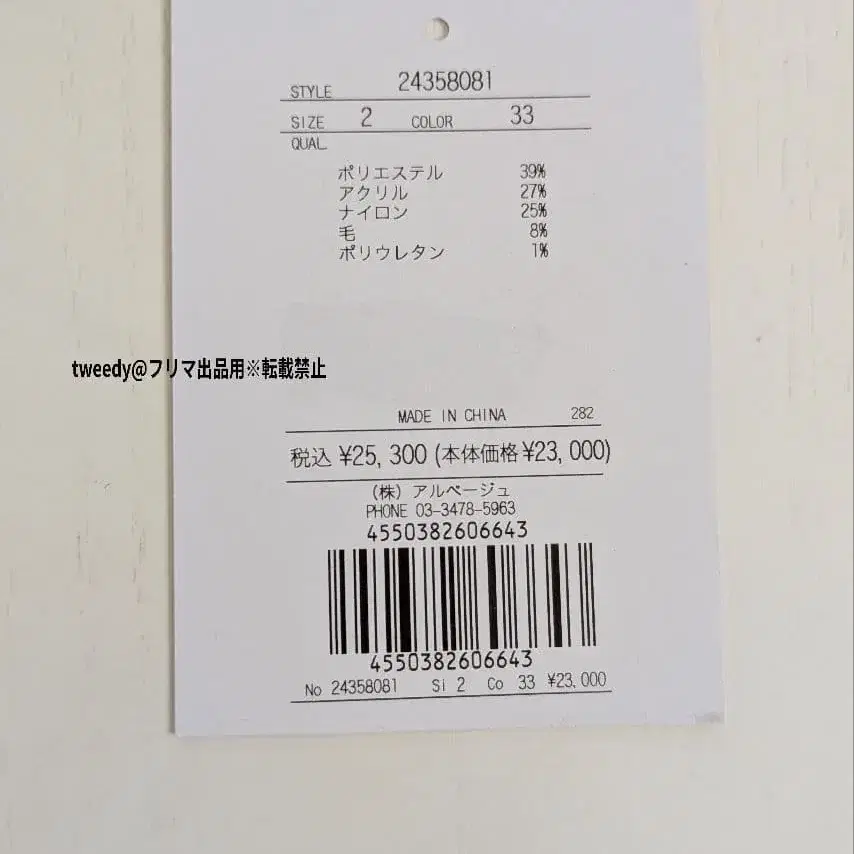 STYLE 24358081
SIZE 2 COLOR 33
QUAL
ポリエステル 39%
アクリル 27%
ナイロン 25%
毛 8%
ポリウレタン 1%
tweedy@フリマ出品用※転載禁止
MADE IN CHINA 282
税込 ¥25,300 (本体価格¥23,000)
(株) アルページュ
PHONE 03-3478-5963
4550382606643
4550382606643
No 24358081 Si 2 Co 33 ¥23,000